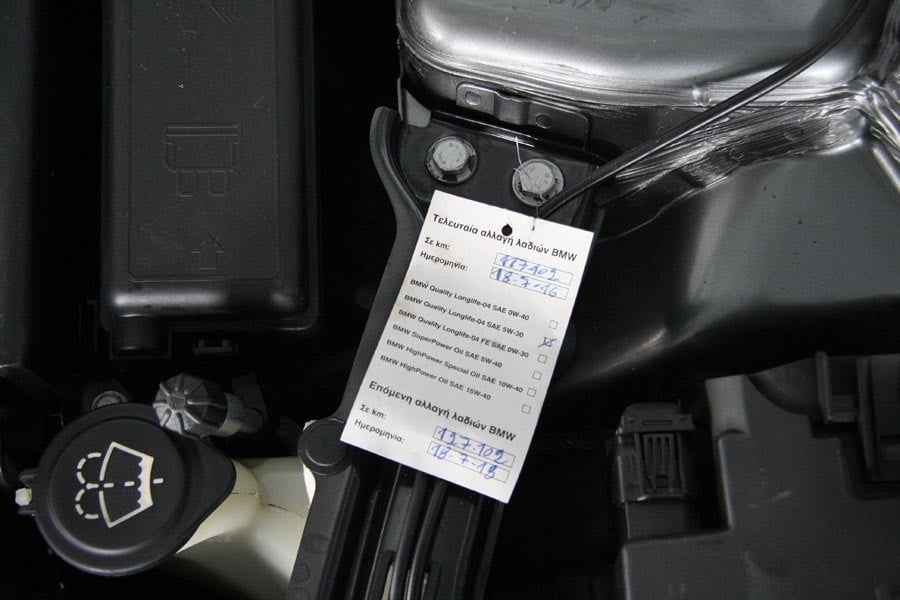 Τελευταία αλλαγή λαδιών BMW
Σε km: 117.102
Ημερομηνία: 18-7-16
BMW Quality Longlife-04 SAE 0W-40
BMW Quality Longlife-04 SAE 5W-30
BMW Quality Longlife-04 FE SAE 0W-30
BMW SuperPower Oil SAE 5W-40
BMW HighPower Special Oil SAE 10W-40
BMW HighPower Oil SAE 15W-40
Επόμενη αλλαγή λαδιών BMW
Σε km: 127.102
Ημερομηνία: 18-7-18